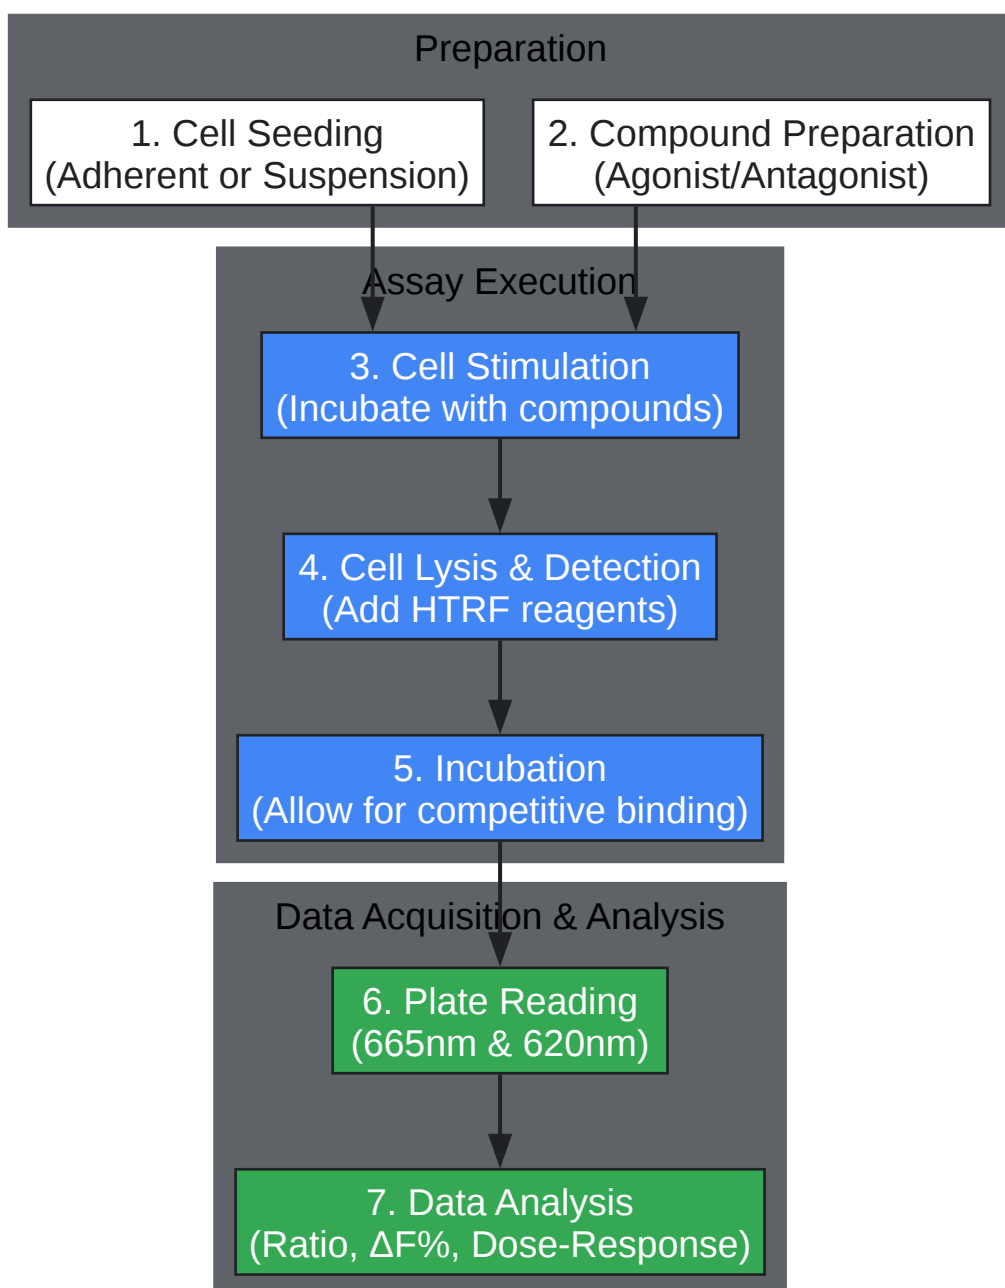 Preparation
1. Cell Seeding
(Adherent or Suspension)
2. Compound Preparation
(Agonist/Antagonist)
Assay Execution
3. Cell Stimulation
(Incubate with compounds)
4. Cell Lysis & Detection
(Add HTRF reagents)
5. Incubation
(Allow for competitive binding)
Data Acquisition & Analysis
6. Plate Reading
(665nm & 620nm)
7. Data Analysis
(Ratio, ΔF%, Dose-Response)